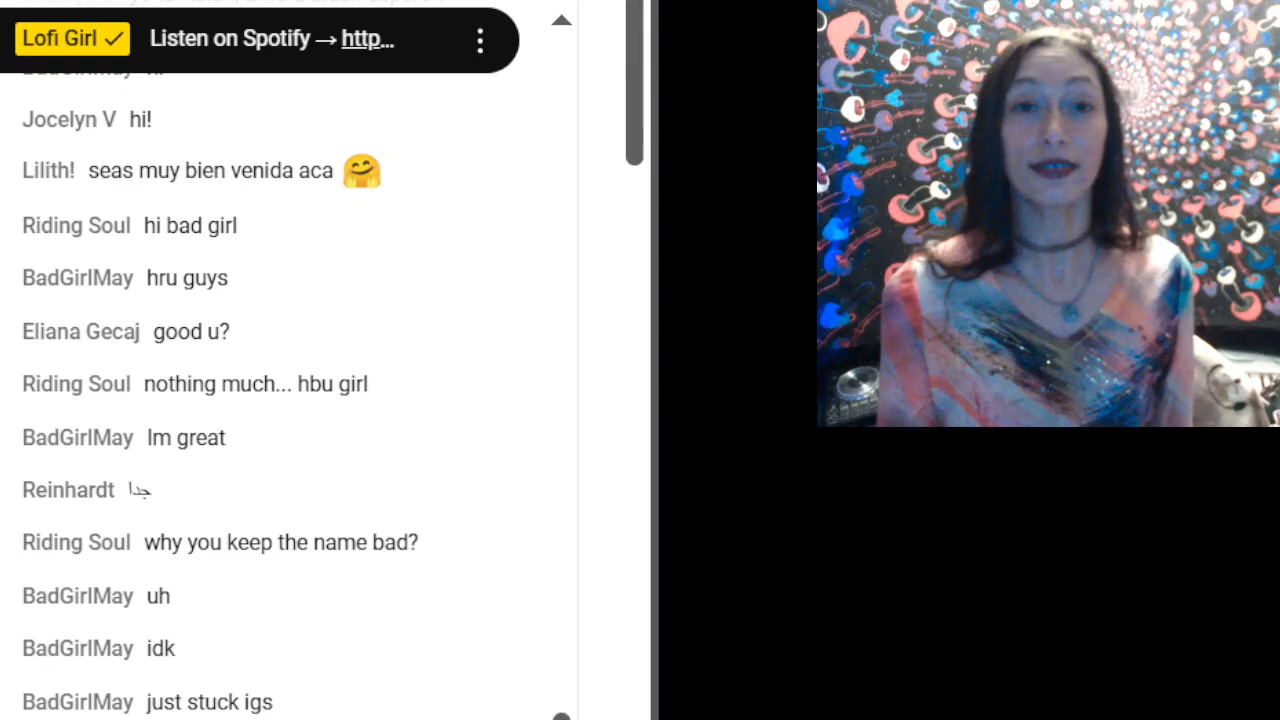 Lofi Girl ✓ Listen on Spotify → http...
BadGirlMay
Jocelyn V hi!
Lilith! seas muy bien venida aca 🤗
Riding Soul hi bad girl
BadGirlMay hru guys
Eliana Gecaj good u?
Riding Soul nothing much... hbu girl
BadGirlMay Im great
Reinhardt جدا
Riding Soul why you keep the name bad?
BadGirlMay uh
BadGirlMay idk
BadGirlMay just stuck igs